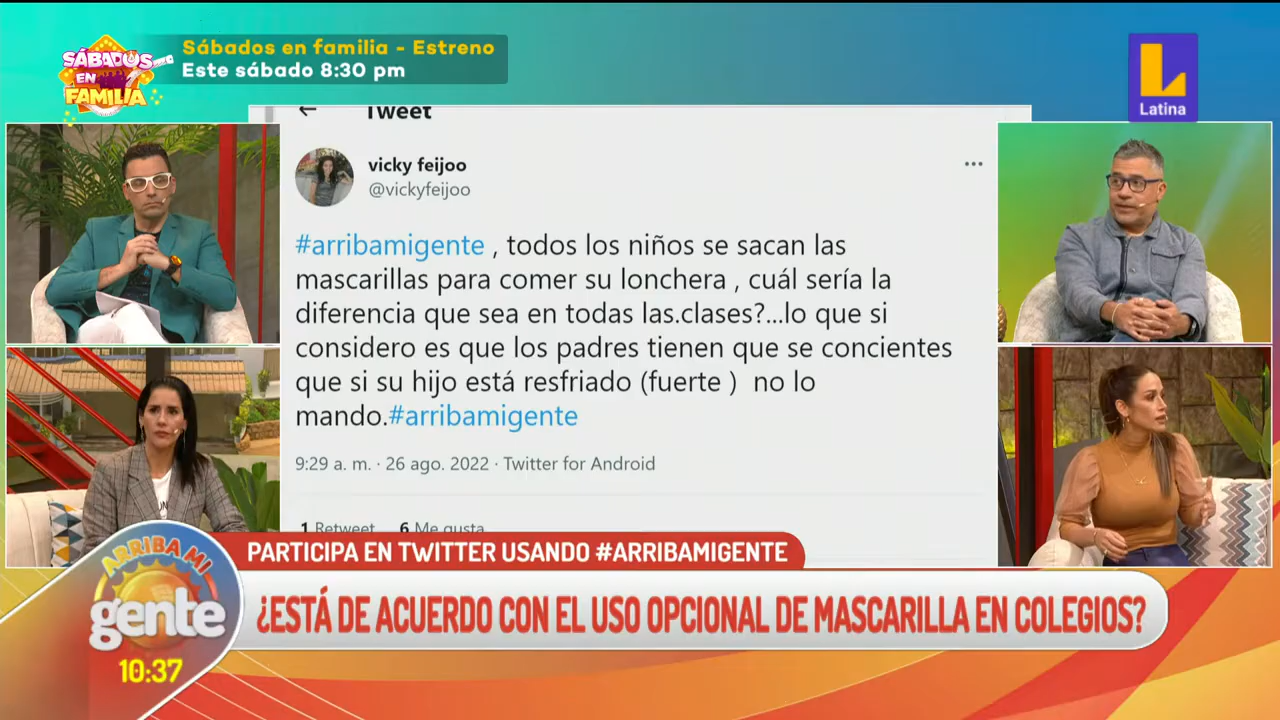 SÁBADOS
EN
FAMILIA
Sábados en familia - Estreno
Este sábado 8:30 pm
Latina
Tweet
vicky feijoo
@vickyfeijoo
#arribamigente , todos los niños se sacan las
mascarillas para comer su lonchera , cuál sería la
diferencia que sea en todas las.clases?...lo que si
considero es que los padres tienen que se concientes
que si su hijo está resfriado (fuerte ) no lo
mando.#arribamigente
9:29 a. m. · 26 ago. 2022 · Twitter for Android
1 Retweet 6 Me gusta
PARTICIPA EN TWITTER USANDO #ARRIBAMIGENTE
ARRIBA MI
gente
¿ESTÁ DE ACUERDO CON EL USO OPCIONAL DE MASCARILLA EN COLEGIOS?
10:37